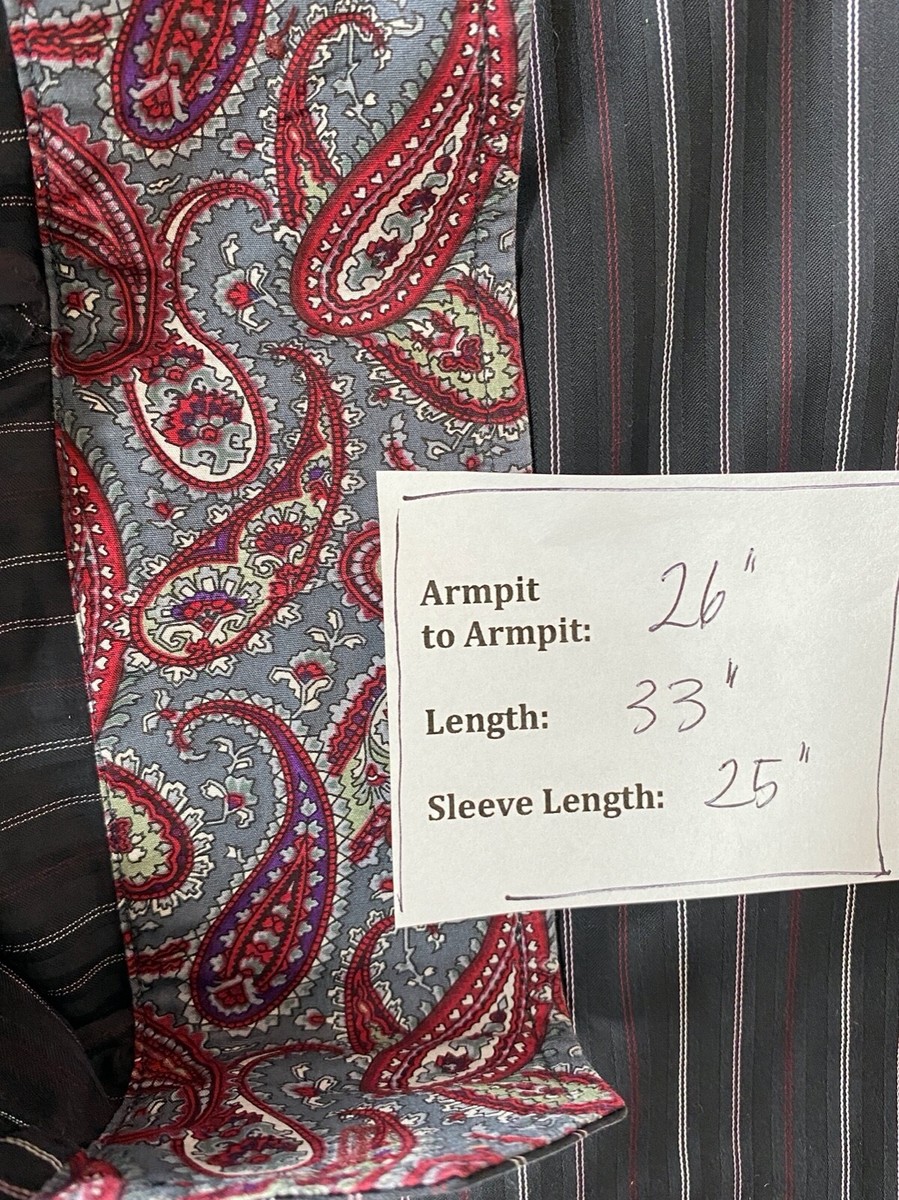 Armpit
to Armpit: 26"
Length: 33"
Sleeve Length: 25"